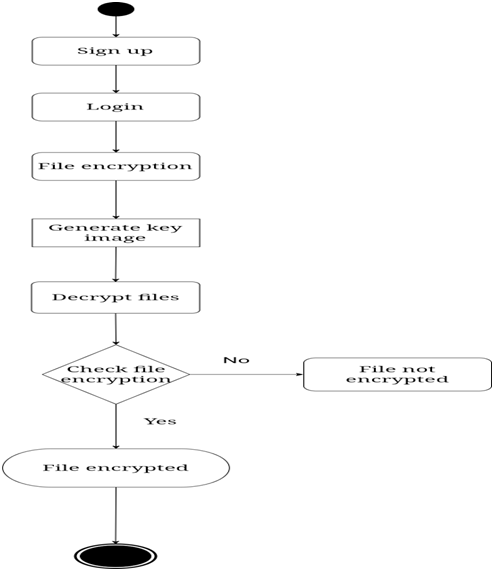 Sign up
Login
File encryption
Generate key
image
Decrypt files
Check file
encryption
No
File not
encrypted
Yes
File encrypted